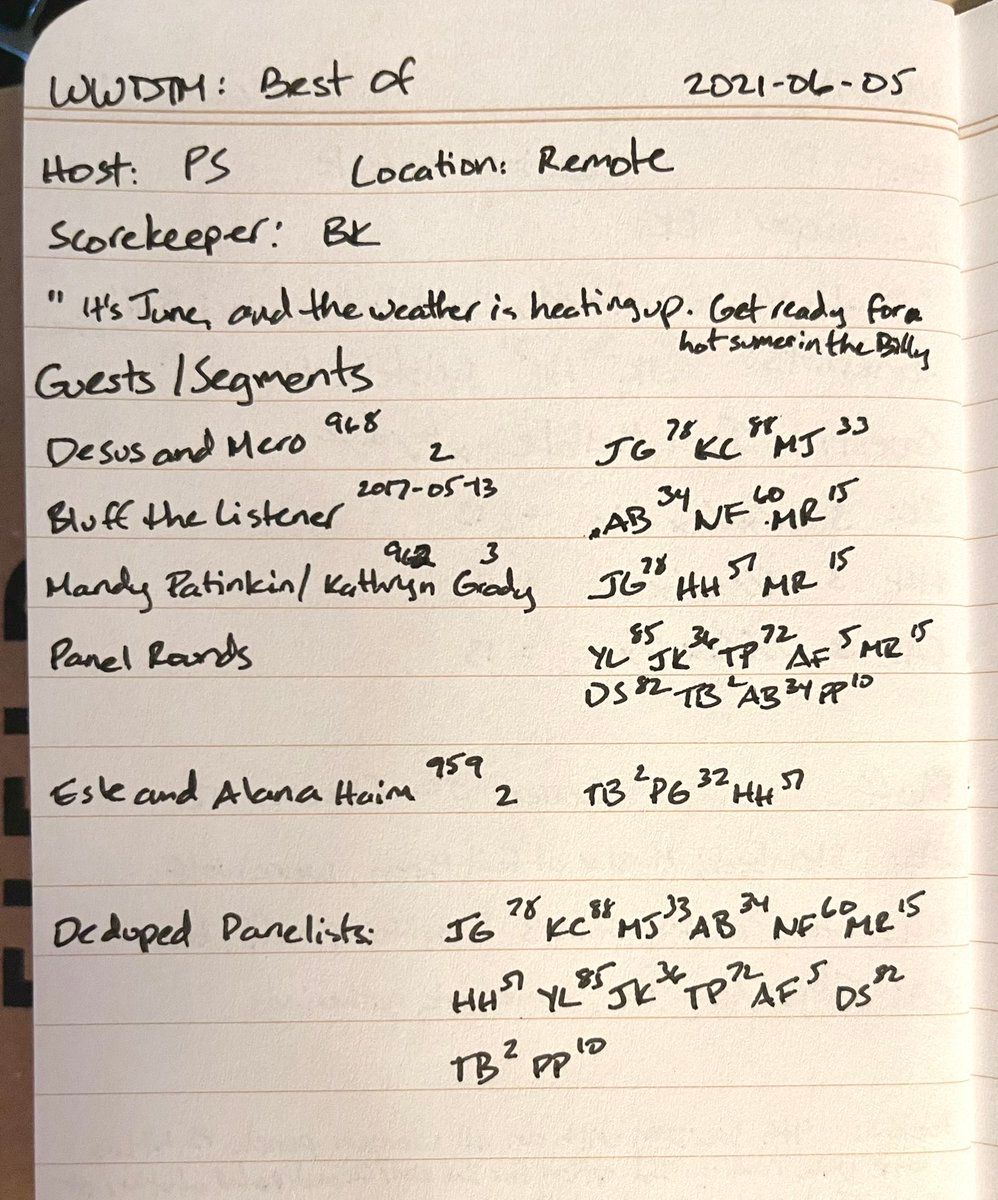 WWDTM: Best Of 2021-06-05
Host: PS Location: Remote
Scorekeeper: BK
" It's June, and the weather is heating up. Get ready for a
hot sumer in the Billy
Guests / Segments
Desus and Mero 968 2 JG 78 KC 88 MJ 33
2017-05-13
Bluff the Listener AB 34 NF 60 MR 15
Mandy Patinkin / Kathryn Grody 962 3 JG 78 HH 57 MR 15
Panel Rounds YL 85 JK 36 TP 72 AF 5 MR 15
DS 82 TB 2 AB 34 PP 10
Este and Alana Haim 959 2 TB 2 PG 32 HH 57
Deduped Panelists: JG 78 KC 88 MJ 33 AB 34 NF 60 MR 15
HH 57 YL 85 JK 36 TP 72 AF 5 DS 82
TB 2 PP 10